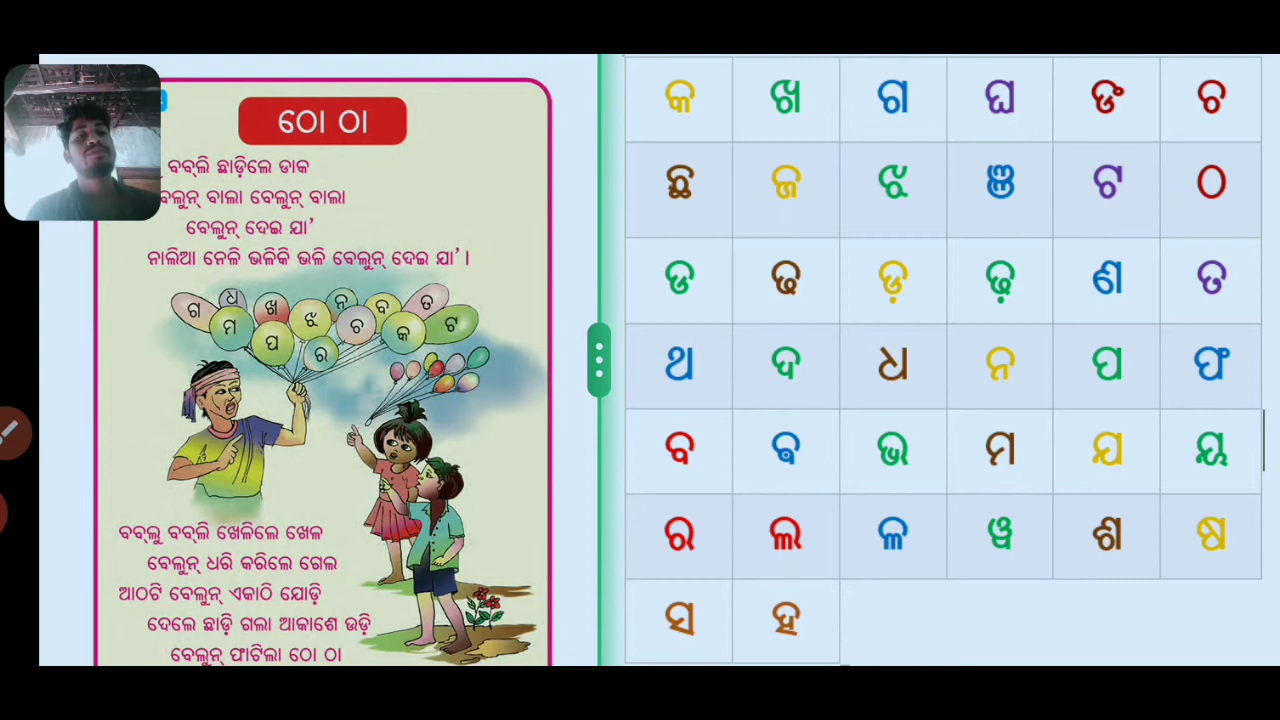 ଠୋ ଠା
ବବ୍‌ଲି ଛାଡ଼ିଲେ ଡାକ
ବେଲୁନ୍ ବାଲା ବେଲୁନ୍ ବାଲା
ବେଲୁନ୍ ଦେଇ ଯା’
ନାଲିଆ ନେଳି ଭଳିକି ଭଳି ବେଲୁନ୍ ଦେଇ ଯା’ ।
ଗ ଧ ଖ ଝ ନ ବ ତ
ମ ପ ର ଚ କ ଟ
ବବ୍‌ଲୁ ବବ୍‌ଲି ଖେଳିଲେ ଖେଳ
ବେଲୁନ୍ ଧରି କରିଲେ ଗେଲ
ଆଠଟି ବେଲୁନ୍ ଏକାଠି ଯୋଡ଼ି
ଦେଲେ ଛାଡ଼ି ଗଲା ଆକାଶେ ଉଡ଼ି
ବେଲୁନ୍ ଫାଟିଲା ଠୋ ଠା
କ ଖ ଗ ଘ ଙ ଚ
ଛ ଜ ଝ ଞ ଟ ଠ
ଡ ଢ ଡ଼ ଢ଼ ଣ ତ
ଥ ଦ ଧ ନ ପ ଫ
ବ ଵ ଭ ମ ଯ ୟ
ର ଲ ଳ ୱ ଶ ଷ
ସ ହ